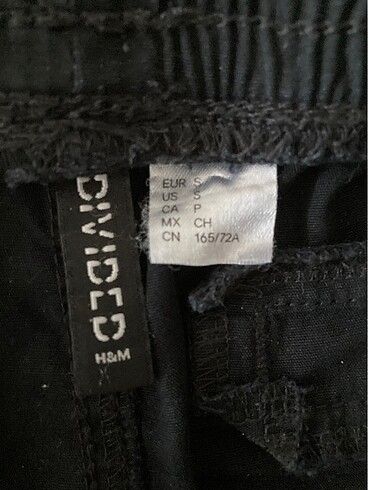 DIVIDED
H&M
EUR S
US S
CA P
MX CH
CN 165/72A